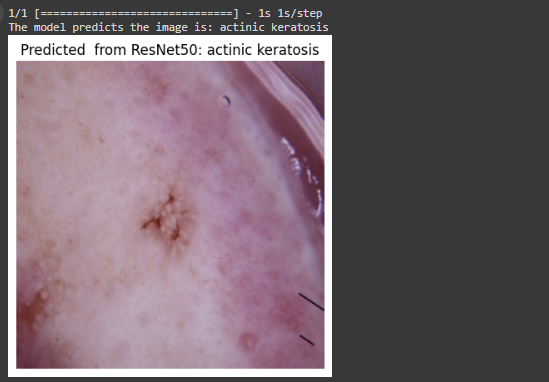 1/1 [==============================] - 1s 1s/step
The model predicts the image is: actinic keratosis
Predicted  from ResNet50: actinic keratosis